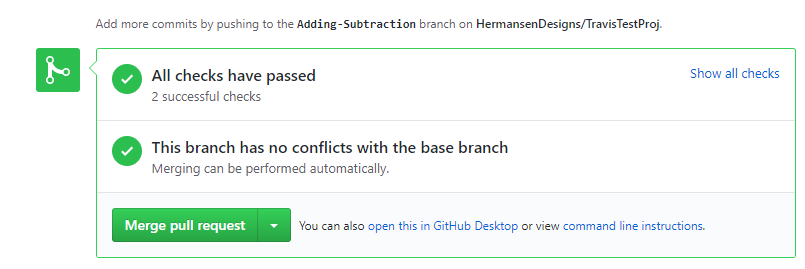 Add more commits by pushing to the Adding-Subtraction branch on HermansenDesigns/TravisTestProj.
All checks have passed
Show all checks
2 successful checks
This branch has no conflicts with the base branch
Merging can be performed automatically.
Merge pull request
You can also open this in GitHub Desktop or view command line instructions.